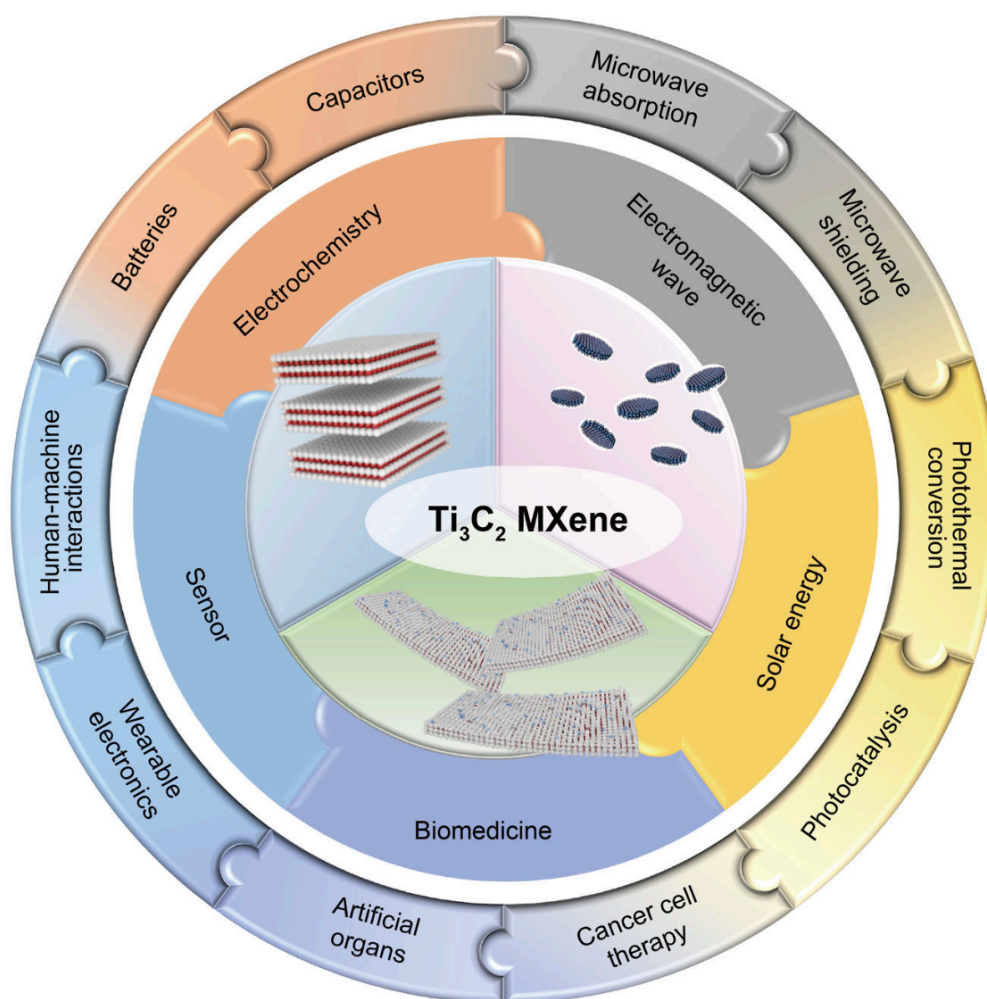 Capacitors
Microwave
absorption
Microwave
shielding
Photothermal
conversion
Photocatalysis
Cancer cell
therapy
Artificial
organs
Wearable
electronics
Human-machine
interactions
Batteries
Electrochemistry
Electromagnetic
wave
Solar energy
Biomedicine
Sensor
Ti₃C₂ MXene